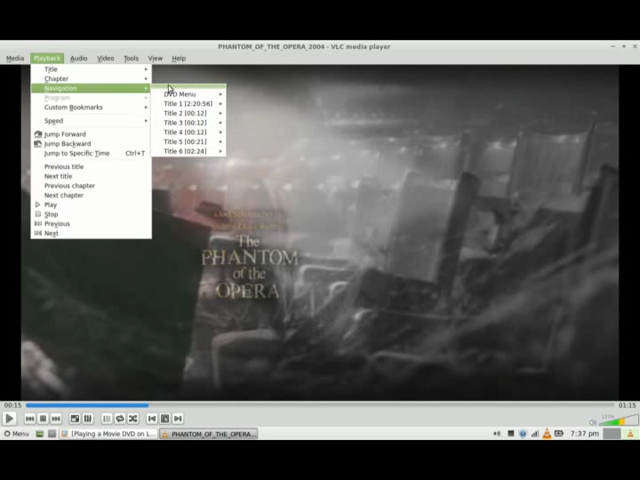 PHANTOM_OF_THE_OPERA_2004 - VLC media player
Media Playback Audio Video Tools View Help
Title
Chapter
Navigation
Program
Custom Bookmarks
Speed
Jump Forward
Jump Backward
Jump to Specific Time Ctrl+T
Previous title
Next title
Previous chapter
Next chapter
Play
Stop
Previous
Next
DVD Menu
Title 1 [2:20:56]
Title 2 [00:12]
Title 3 [00:12]
Title 4 [00:12]
Title 5 [00:21]
Title 6 [02:24]
The
PHANTOM
of the
OPERA
00:15 01:15
Menu [Playing a Movie DVD on L... PHANTOM_OF_THE_OPERA... 7:37 pm